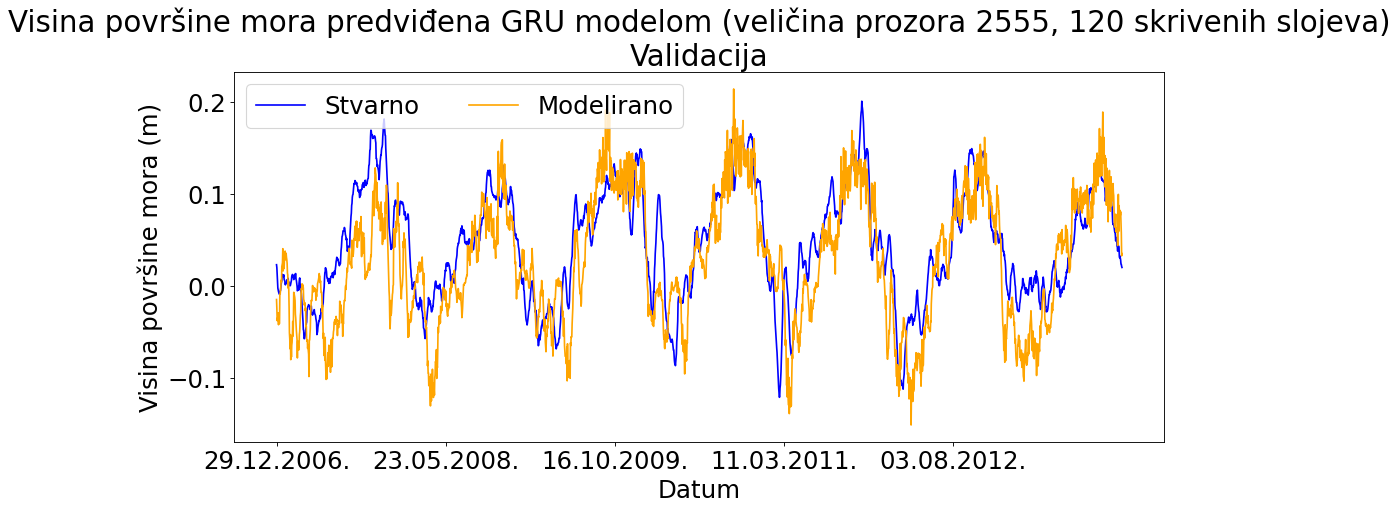 Visina površine mora predviđena GRU modelom (veličina prozora 2555, 120 skrivenih slojeva)
Validacija
Stvarno
Modelirano
Visina površine mora (m)
0.2
0.1
0.0
−0.1
29.12.2006.
23.05.2008.
16.10.2009.
11.03.2011.
03.08.2012.
Datum